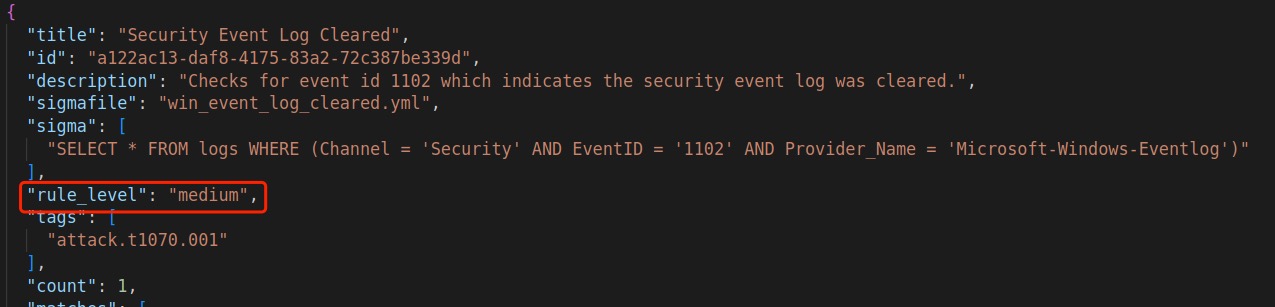 {
"title": "Security Event Log Cleared",
"id": "a122ac13-daf8-4175-83a2-72c387be339d",
"description": "Checks for event id 1102 which indicates the security event log was cleared.",
"sigmafile": "win_event_log_cleared.yml",
"sigma": [
"SELECT * FROM logs WHERE (Channel = 'Security' AND EventID = '1102' AND Provider_Name = 'Microsoft-Windows-Eventlog')"
],
"rule_level": "medium",
"tags": [
"attack.t1070.001"
],
"count": 1,
"matches": [